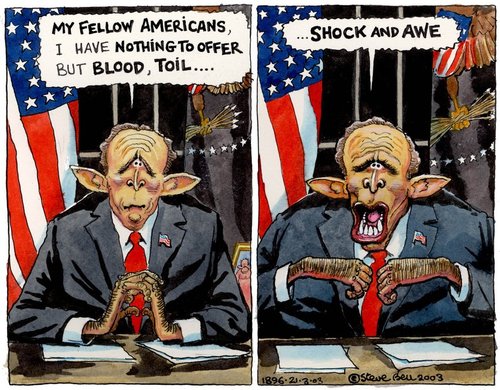 MY FELLOW AMERICANS,
I HAVE NOTHING TO OFFER
BUT BLOOD, TOIL....
...SHOCK AND AWE
1896-21-3-03
©Steve Bell 2003